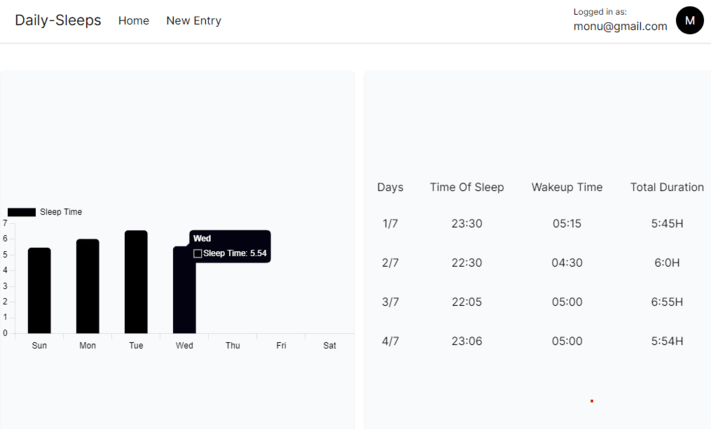 Daily-Sleeps Home New Entry
Logged in as:
monu@gmail.com
M
Sleep Time
7
6
5
4
3
2
1
0
Wed
Sleep Time: 5.54
Sun Mon Tue Wed Thu Fri Sat
Days Time Of Sleep Wakeup Time Total Duration
1/7 23:30 05:15 5:45H
2/7 22:30 04:30 6:0H
3/7 22:05 05:00 6:55H
4/7 23:06 05:00 5:54H